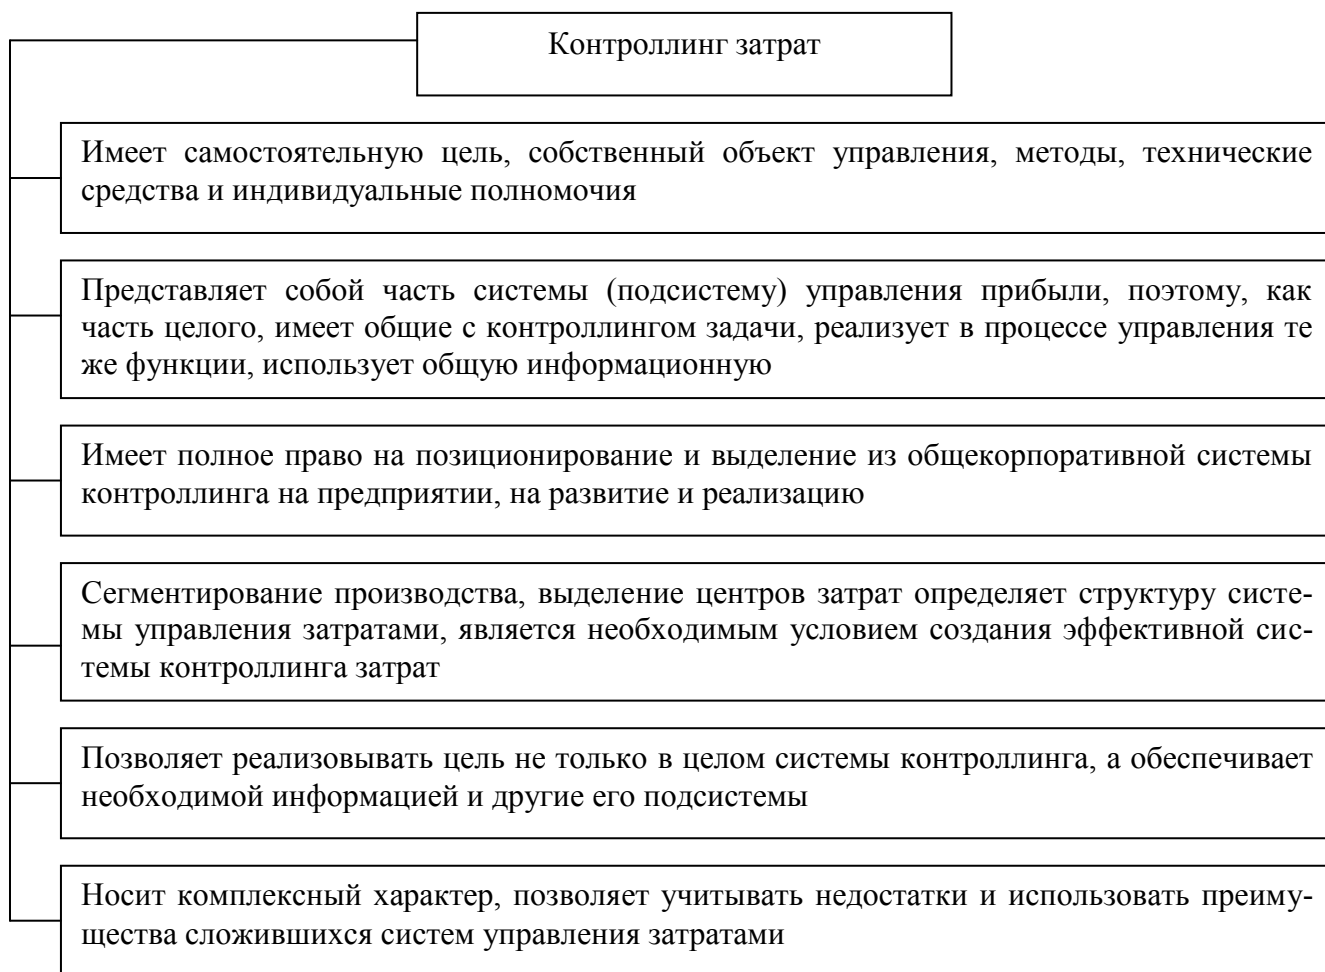 Контроллинг затрат
Имеет самостоятельную цель, собственный объект управления, методы, технические
средства и индивидуальные полномочия
Представляет собой часть системы (подсистему) управления прибыли, поэтому, как
часть целого, имеет общие с контроллингом задачи, реализует в процессе управления те
же функции, использует общую информационную
Имеет полное право на позиционирование и выделение из общекорпоративной системы
контроллинга на предприятии, на развитие и реализацию
Сегментирование производства, выделение центров затрат определяет структуру систе-
мы управления затратами, является необходимым условием создания эффективной сис-
темы контроллинга затрат
Позволяет реализовывать цель не только в целом системы контроллинга, а обеспечивает
необходимой информацией и другие его подсистемы
Носит комплексный характер, позволяет учитывать недостатки и использовать преиму-
щества сложившихся систем управления затратами